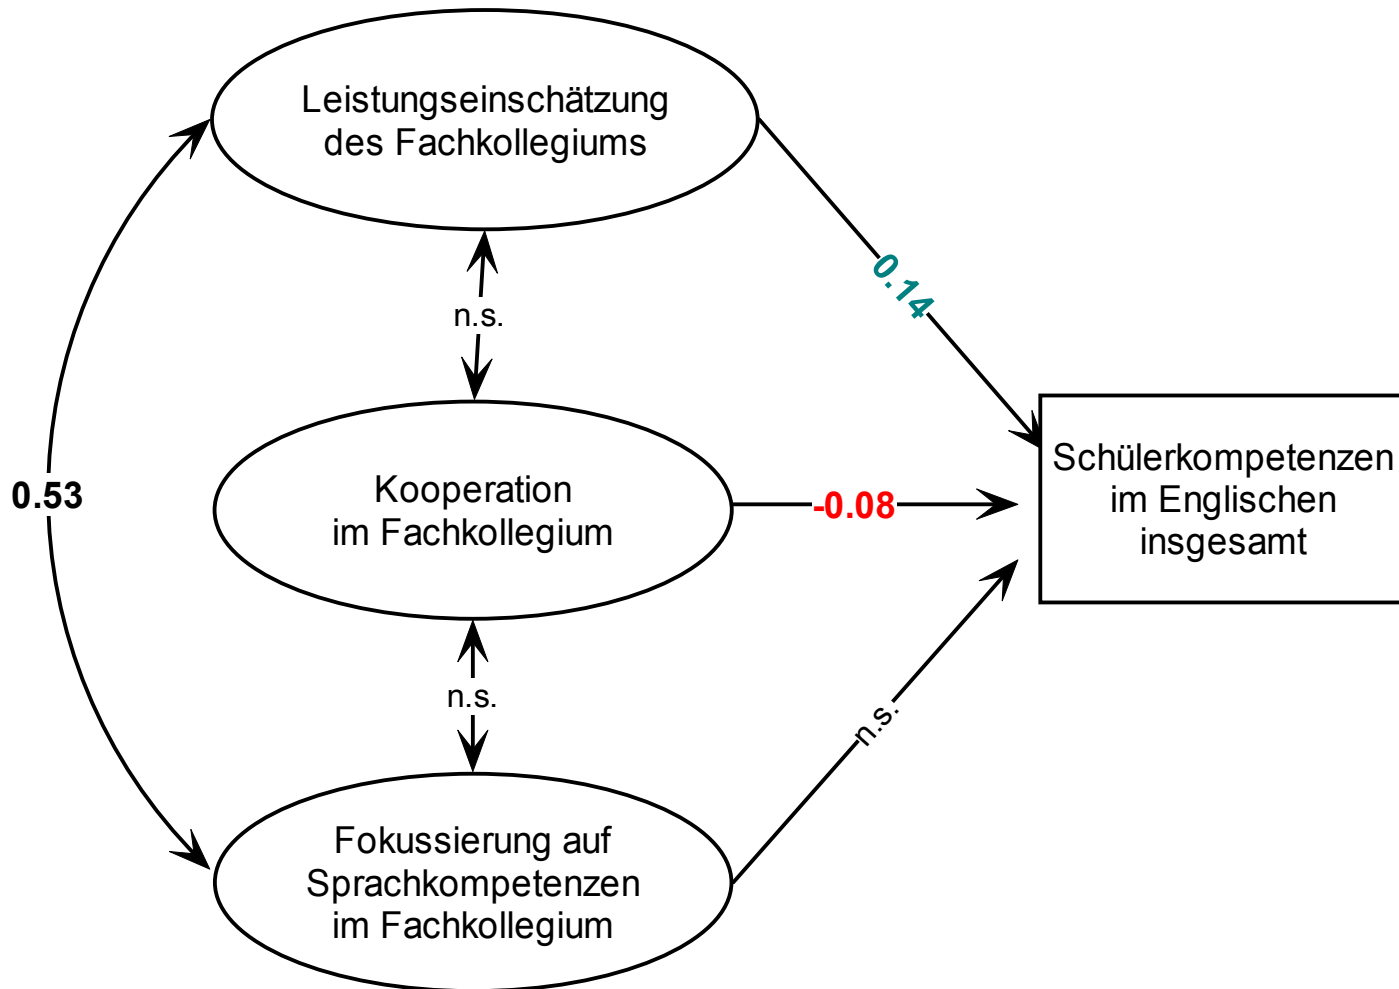 Leistungseinschätzung
des Fachkollegiums
0.14
n.s.
0.53
Kooperation
im Fachkollegium
-0.08
Schülerkompetenzen
im Englischen
insgesamt
n.s.
n.s.
Fokussierung auf
Sprachkompetenzen
im Fachkollegium